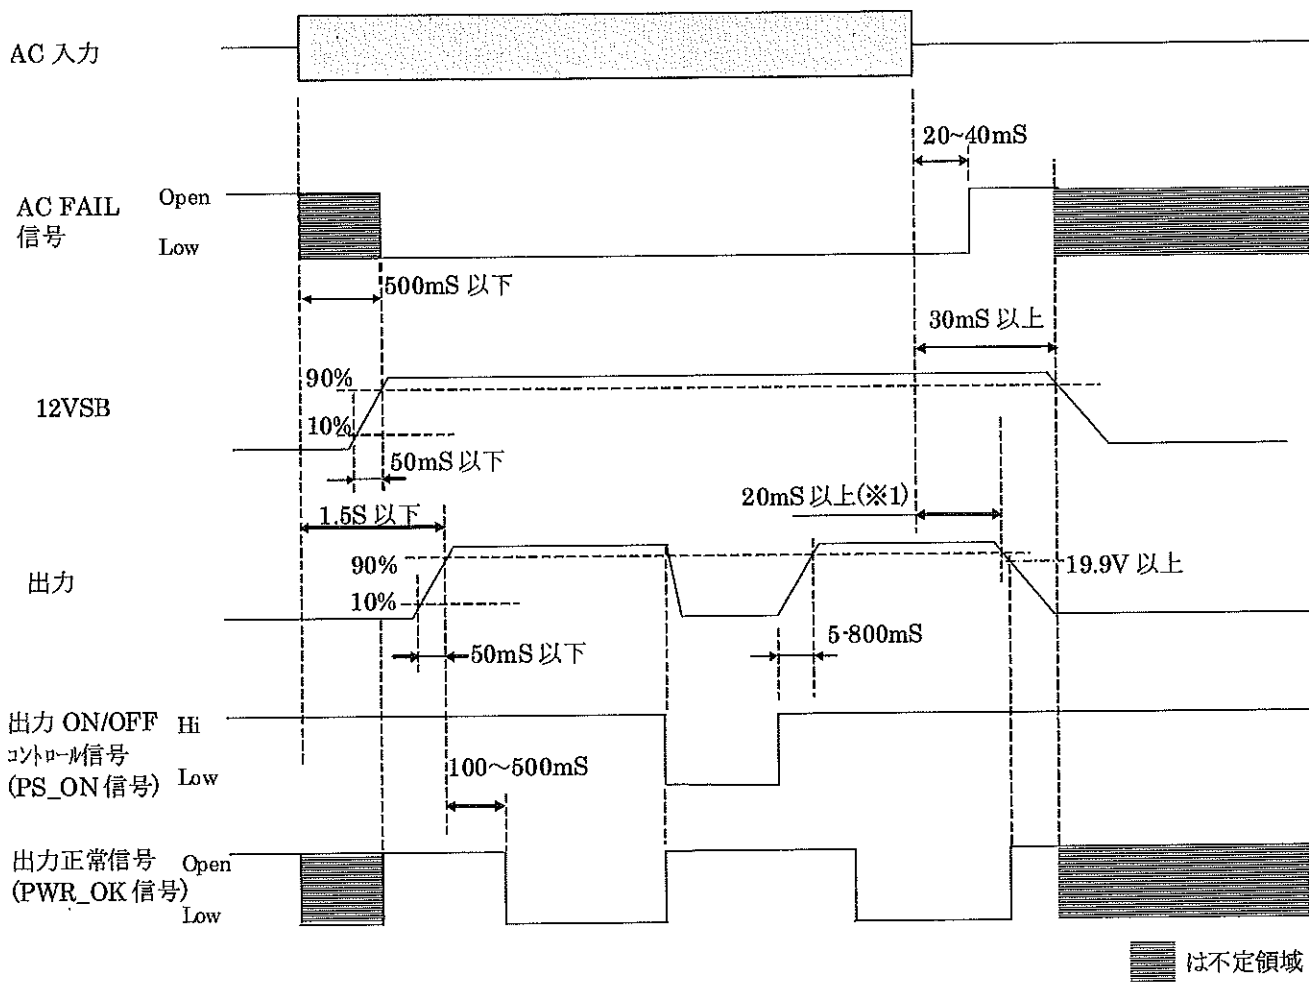 AC 入力
20~40mS
AC FAIL
信号
Open
Low
500mS 以下
30mS 以上
12VSB
90%
10%
50mS 以下
20mS 以上(※1)
1.5S 以下
出力
90%
10%
19.9V 以上
50mS 以下
5-800mS
出力 ON/OFF
コントロール信号
(PS_ON 信号)
Hi
Low
100～500mS
出力正常信号
(PWR_OK 信号)
Open
Low
は不定領域